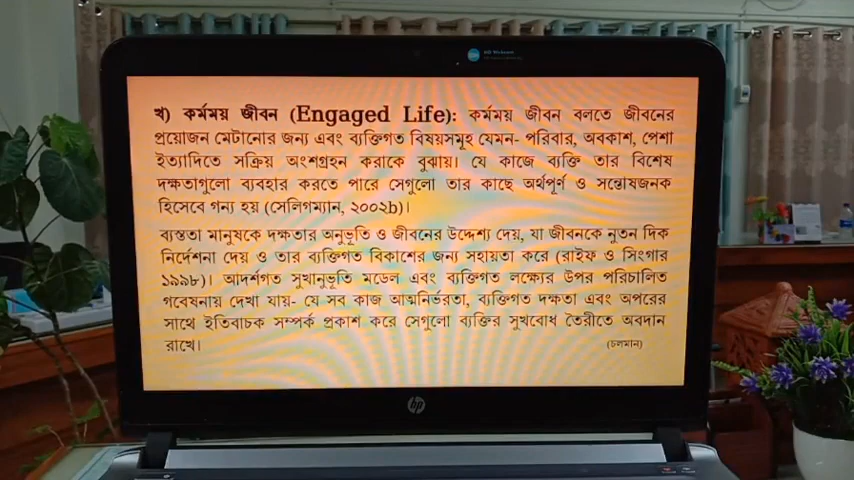 খ) কর্মময় জীবন (Engaged Life): কর্মময় জীবন বলতে জীবনের
প্রয়োজন মেটানোর জন্য এবং ব্যক্তিগত বিষয়সমূহ যেমন- পরিবার, অবকাশ, পেশা
ইত্যাদিতে সক্রিয় অংশগ্রহন করাকে বুঝায়। যে কাজে ব্যক্তি তার বিশেষ
দক্ষতাগুলো ব্যবহার করতে পারে সেগুলো তার কাছে অর্থপূর্ণ ও সন্তোষজনক
হিসেবে গন্য হয় (সেলিগম্যান, ২০০২b)।
ব্যস্ততা মানুষকে দক্ষতার অনুভূতি ও জীবনের উদ্দেশ্য দেয়, যা জীবনকে নুতন দিক
নির্দেশনা দেয় ও তার ব্যক্তিগত বিকাশের জন্য সহায়তা করে (রাইফ ও সিংগার
১৯৯৮)। আদর্শগত সুখানুভূতি মডেল এবং ব্যক্তিগত লক্ষ্যের উপর পরিচালিত
গবেষনায় দেখা যায়- যে সব কাজ আত্মনির্ভরতা, ব্যক্তিগত দক্ষতা এবং অপরের
সাথে ইতিবাচক সম্পর্ক প্রকাশ করে সেগুলো ব্যক্তির সুখবোধ তৈরীতে অবদান
রাখে।
(চলমান)
hp